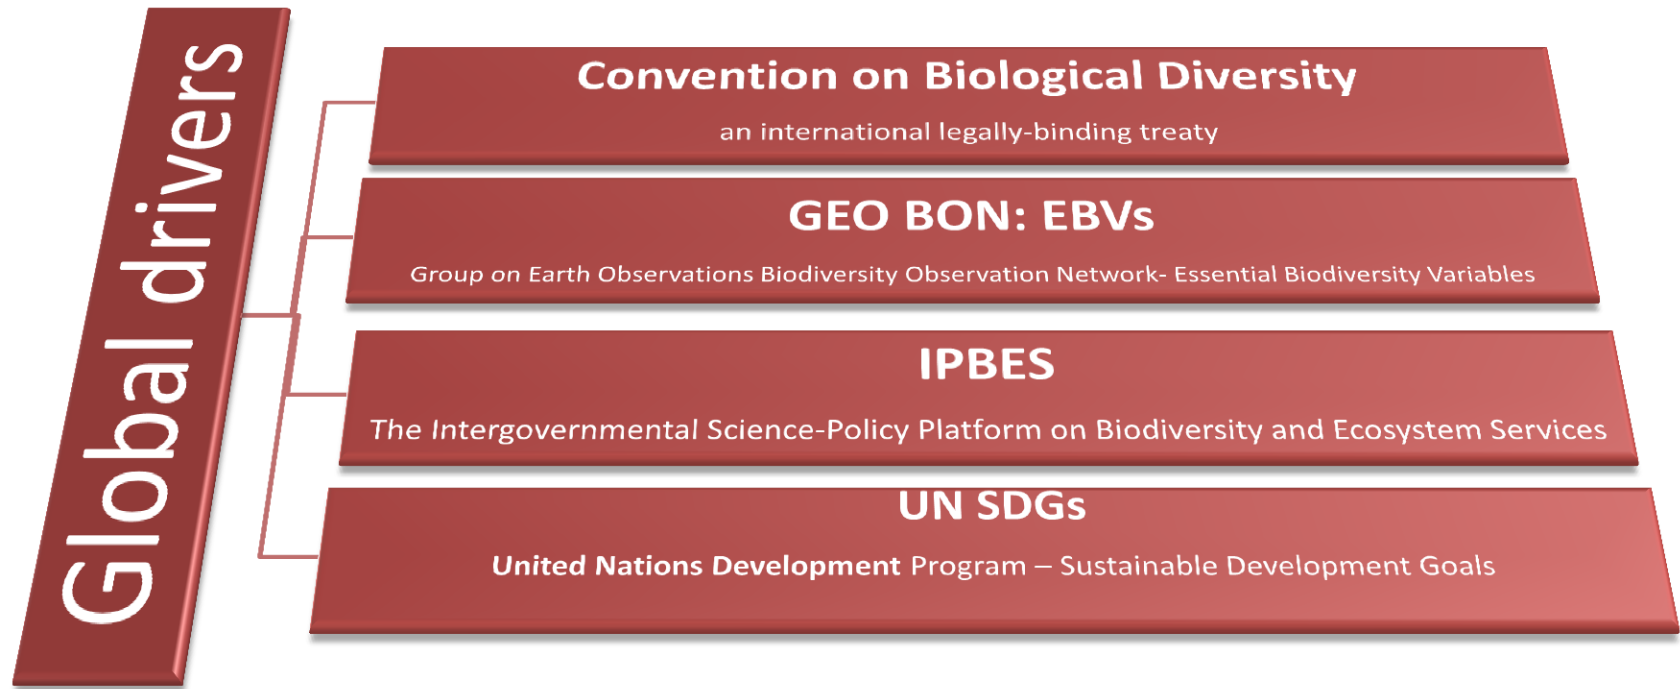 Global drivers
Convention on Biological Diversity
an international legally-binding treaty
GEO BON: EBVs
Group on Earth Observations Biodiversity Observation Network- Essential Biodiversity Variables
IPBES
The Intergovernmental Science-Policy Platform on Biodiversity and Ecosystem Services
UN SDGs
United Nations Development Program – Sustainable Development Goals